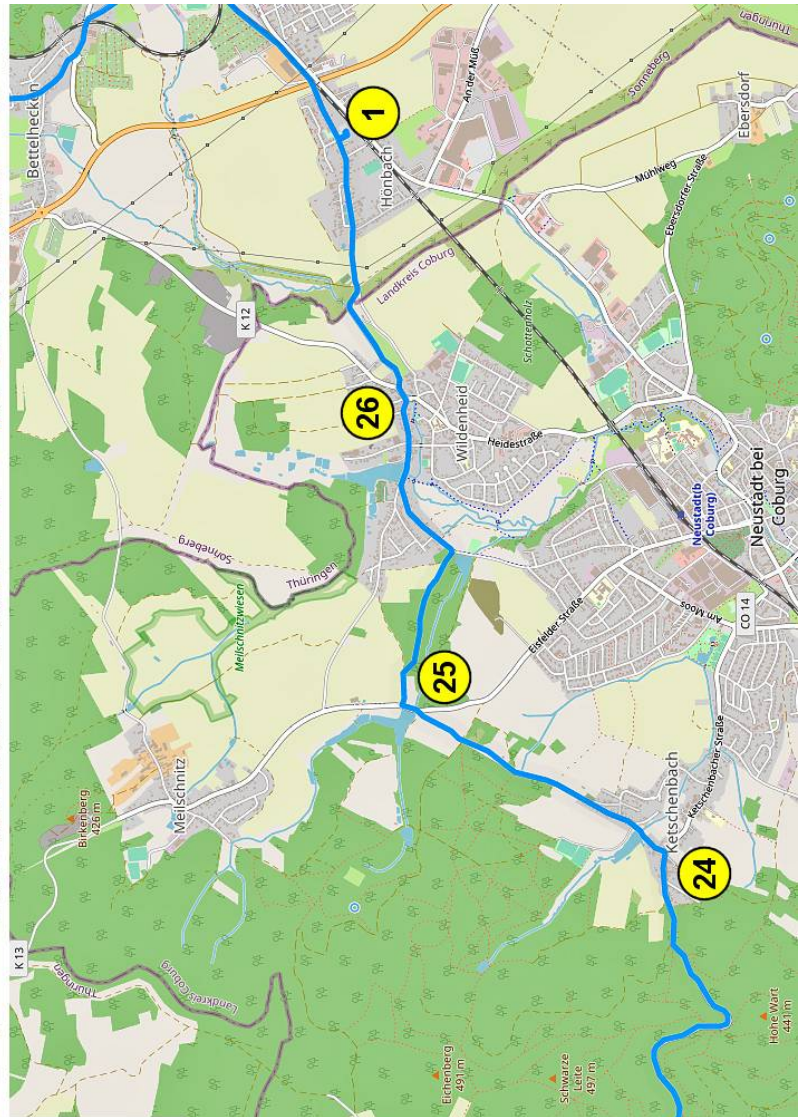 Bettelhecken
K 12
An der Müß
Sonneberg
Thüringen
1
Hönbach
Landkreis Coburg
Mühlweg
Ebersdorf
Ebersdorfer Straße
Schottenholz
26
Wildenheid
Heidestraße
Sonneberg
Thüringen
Meilschnitzwiesen
Neustadt(b
Coburg)
Neustadt bei
Coburg
CO 14
Am Moos
Eisfelder Straße
25
Meilschnitz
Birkenberg
426 m
Ketschenbach
Ketschenbacher Straße
24
K 13
Thüringen
Landkreis Coburg
Eichenberg
491 m
Schwarze
Leite
497 m
Hohe Wart
441 m